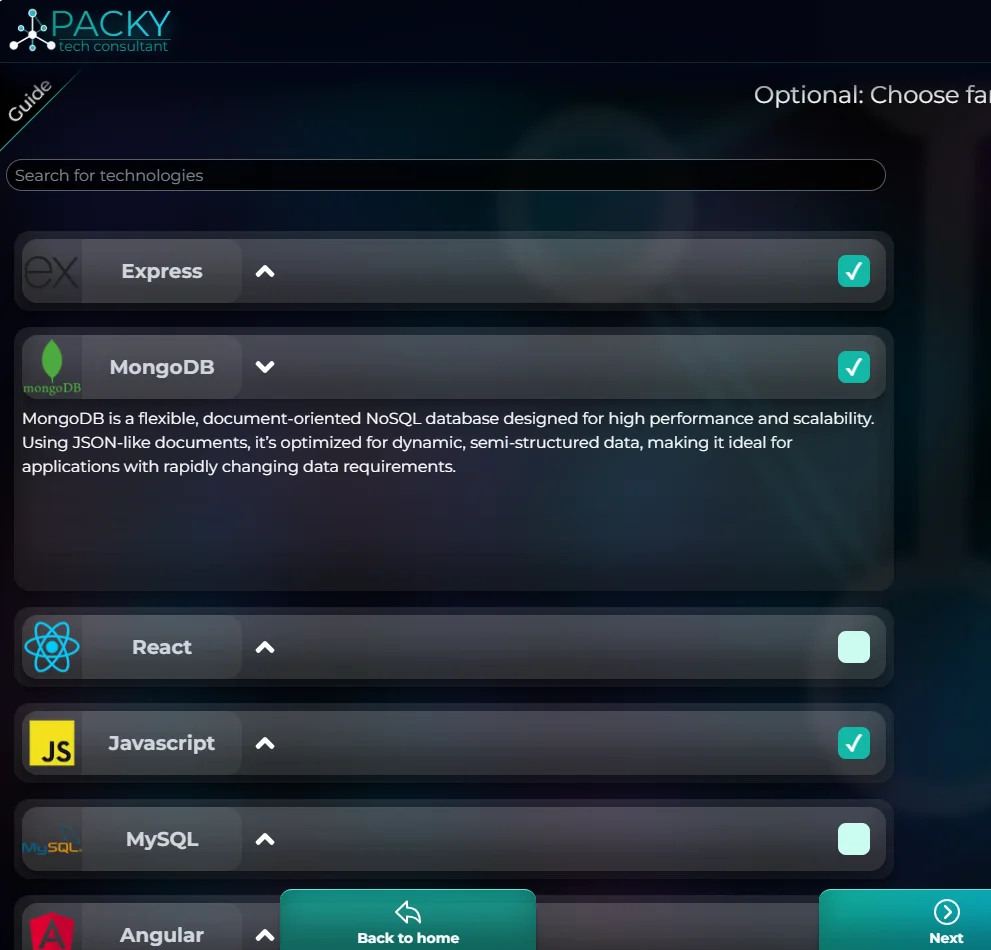 PACKY
tech consultant
Guide
Optional: Choose fa
Search for technologies
ex
Express
mongoDB
MongoDB
MongoDB is a flexible, document-oriented NoSQL database designed for high performance and scalability.
Using JSON-like documents, it’s optimized for dynamic, semi-structured data, making it ideal for
applications with rapidly changing data requirements.
React
JS
Javascript
MySQL
MySQL
A
Angular
Back to home
Next